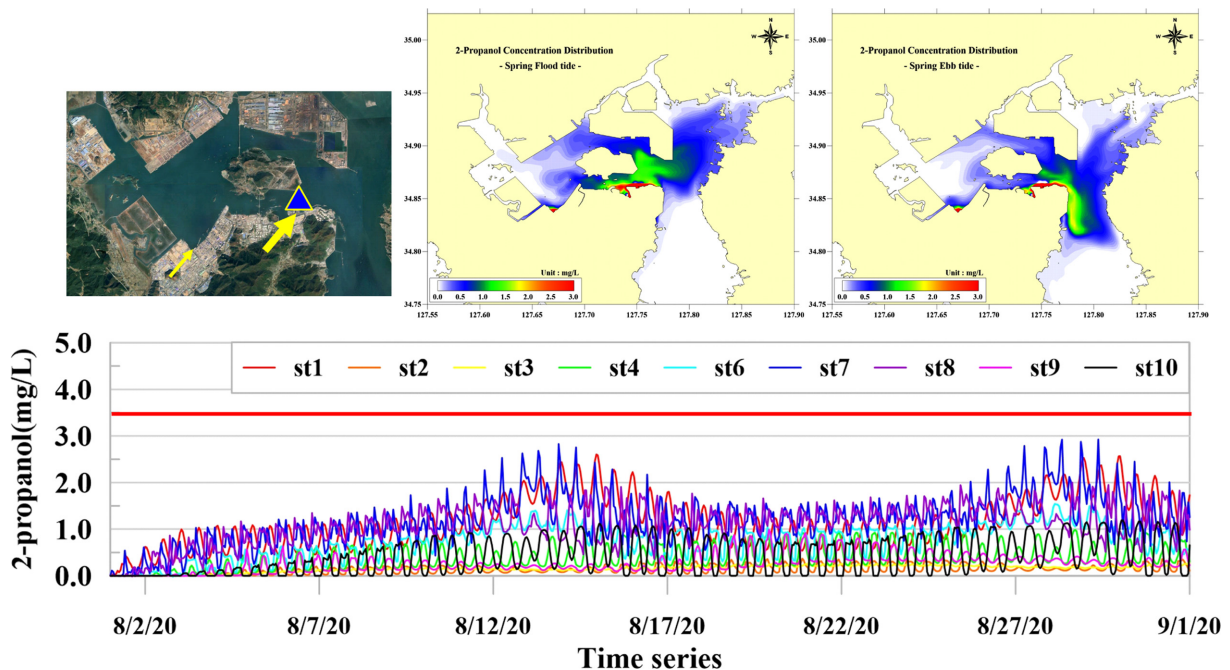 2-Propanol Concentration Distribution
- Spring Flood tide -
N
W E
S
35.00
34.95
34.90
34.85
34.80
34.75
Unit : mg/L
0.0 0.5 1.0 1.5 2.0 2.5 3.0
127.55 127.60 127.65 127.70 127.75 127.80 127.85 127.90
2-Propanol Concentration Distribution
- Spring Ebb tide -
N
W E
S
35.00
34.95
34.90
34.85
34.80
34.75
Unit : mg/L
0.0 0.5 1.0 1.5 2.0 2.5 3.0
127.55 127.60 127.65 127.70 127.75 127.80 127.85 127.90
2-propanol(mg/L)
5.0
4.0
3.0
2.0
1.0
0.0
st1 st2 st3 st4 st6 st7 st8 st9 st10
8/2/20 8/7/20 8/12/20 8/17/20 8/22/20 8/27/20 9/1/20
Time series